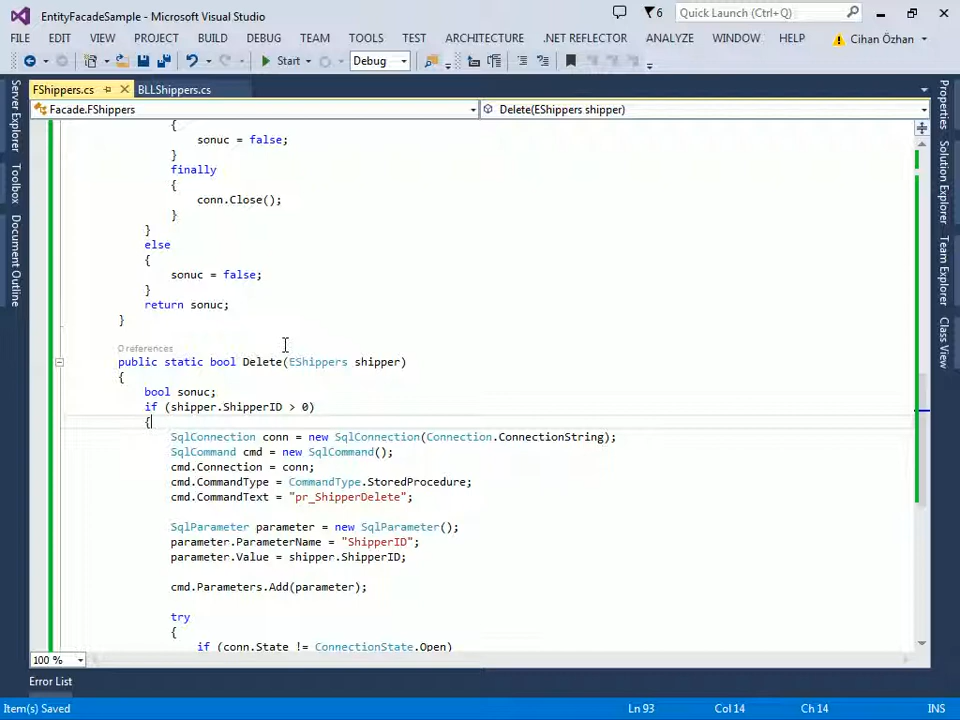 EntityFacadeSample - Microsoft Visual Studio
6
Quick Launch (Ctrl+Q)
FILE EDIT VIEW PROJECT BUILD DEBUG TEAM TOOLS TEST ARCHITECTURE .NET REFLECTOR ANALYZE WINDOW HELP Cihan Özhan
Start Debug
FShippers.cs BLLShippers.cs
Facade.FShippers Delete(EShippers shipper)
Server Explorer
Toolbox
Document Outline
{
sonuc = false;
}
finally
{
conn.Close();
}
}
else
{
sonuc = false;
}
return sonuc;
}
0 references
public static bool Delete(EShippers shipper)
{
bool sonuc;
if (shipper.ShipperID > 0)
{
SqlConnection conn = new SqlConnection(Connection.ConnectionString);
SqlCommand cmd = new SqlCommand();
cmd.Connection = conn;
cmd.CommandType = CommandType.StoredProcedure;
cmd.CommandText = "pr_ShipperDelete";
SqlParameter parameter = new SqlParameter();
parameter.ParameterName = "ShipperID";
parameter.Value = shipper.ShipperID;
cmd.Parameters.Add(parameter);
try
{
if (conn.State != ConnectionState.Open)
Properties
Solution Explorer
Team Explorer
Class View
100 %
Error List
Item(s) Saved Ln 93 Col 14 Ch 14 INS